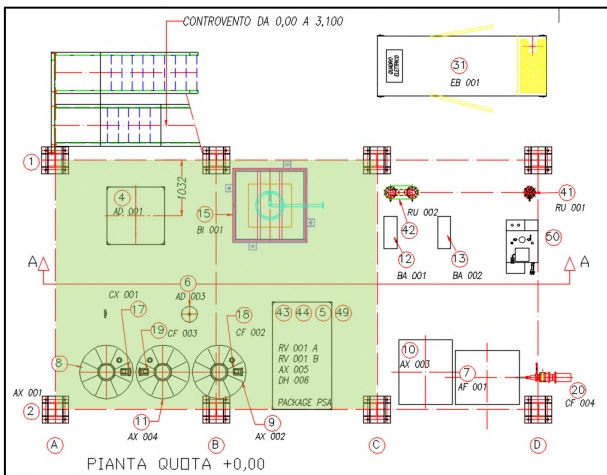 CONTROVENTO DA 0,00 A 3,100
QUADRO
ELETTRICO
31
EB 001
1
4
AD 001
1032
15
BI 001
41
RU 001
RU 002
42
50
12
BA 001
13
BA 002
A
A
6
AD 003
CX 001
17
19
CF 003
18
CF 002
43 44 5 49
RV 001 A
RV 001 B
AX 005
DH 006
PACKAGE PSA
8
10
AX 003
7
AF 001
20
CF 004
AX 001
2
11
AX 004
9
AX 002
A
B
C
D
PIANTA QUOTA +0,00